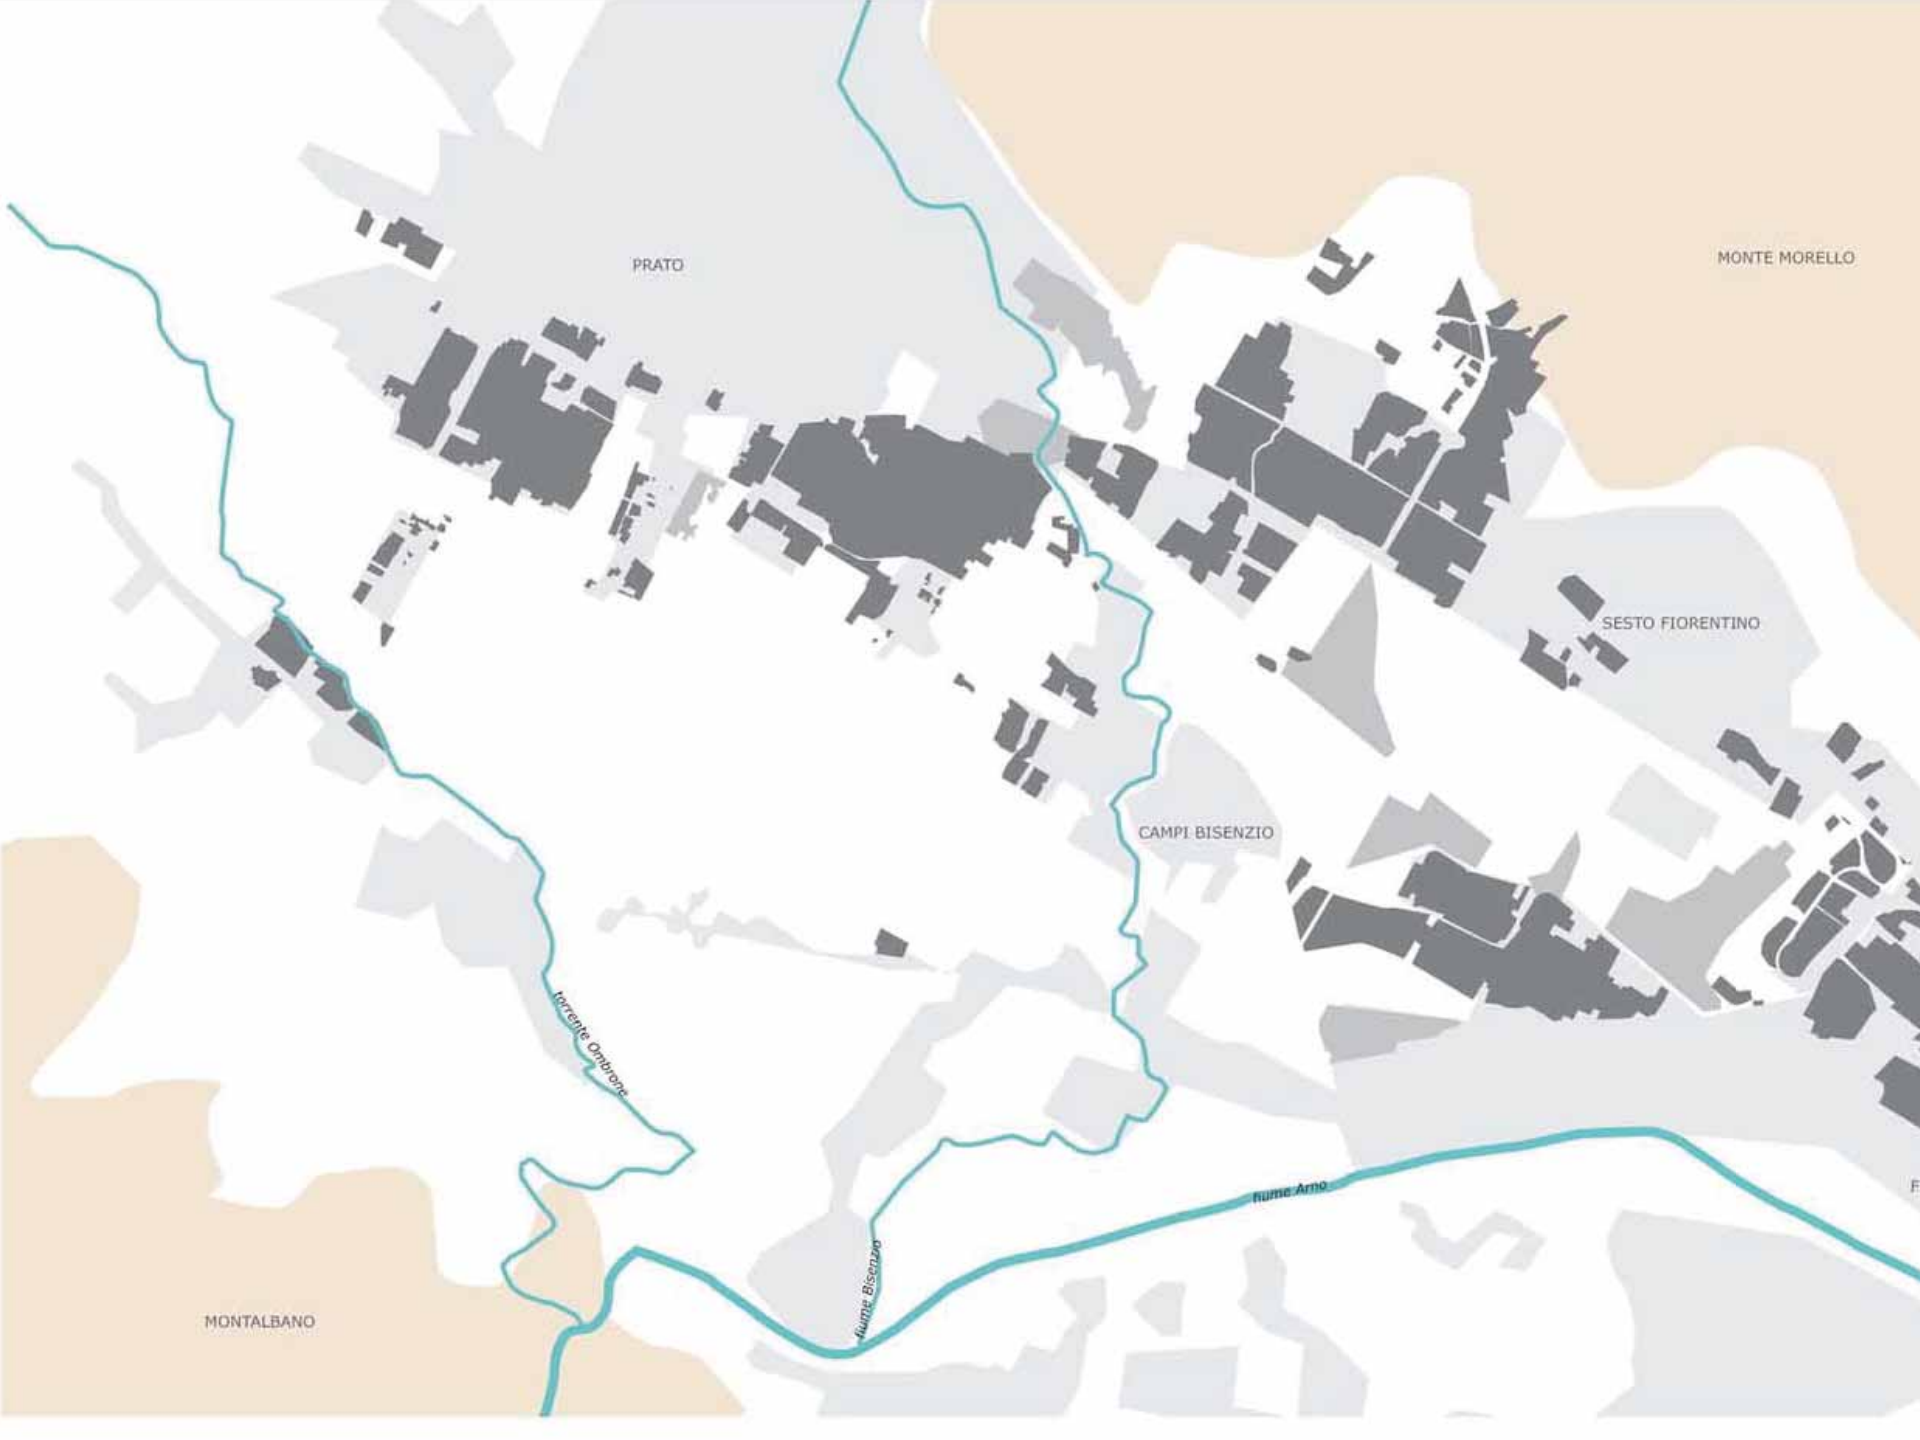 MONTE MORELLO
PRATO
SESTO FIORENTINO
CAMPI BISENZIO
torrente Ombrone
fiume Arno
fiume Bisenzio
MONTALBANO